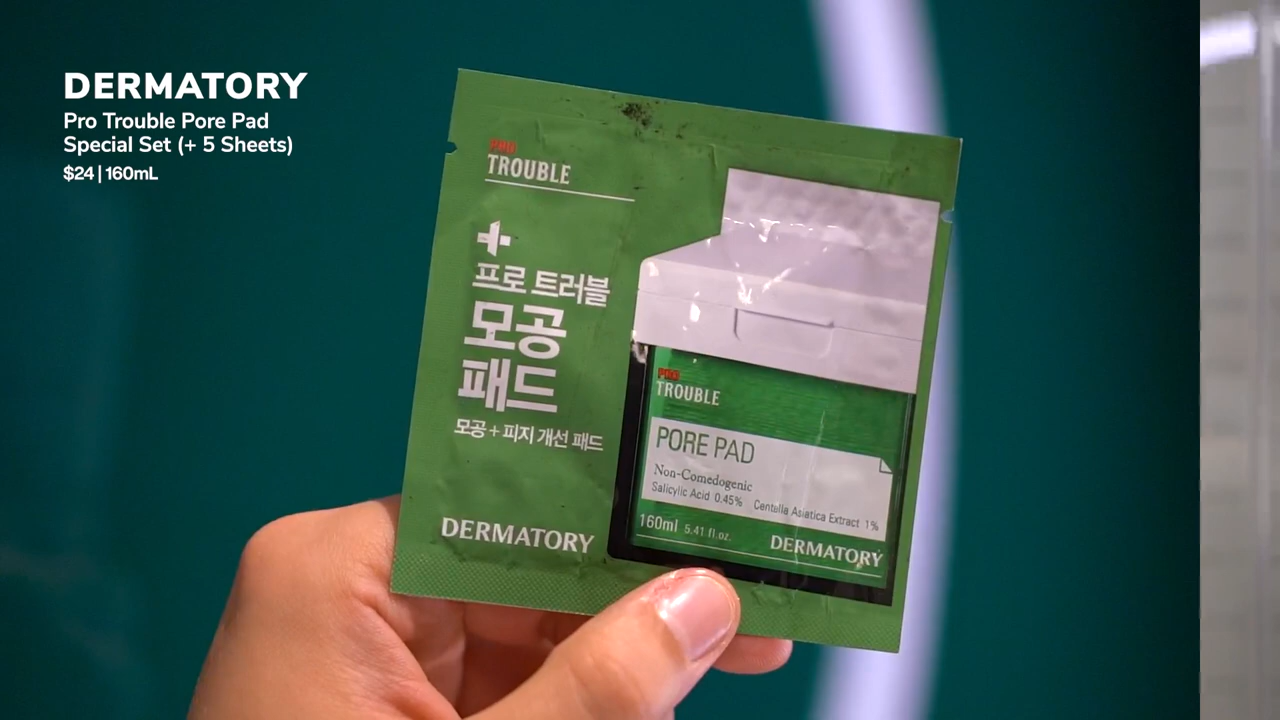 DERMATORY
Pro Trouble Pore Pad
Special Set (+ 5 Sheets)
$24 | 160mL
PRO
TROUBLE
프로 트러블
모공
패드
모공 + 피지 개선 패드
DERMATORY
PRO
TROUBLE
PORE PAD
Non-Comedogenic
Salicylic Acid 0.45% Centella Asiatica Extract 1%
160ml 5.41 fl.oz.
DERMATORY